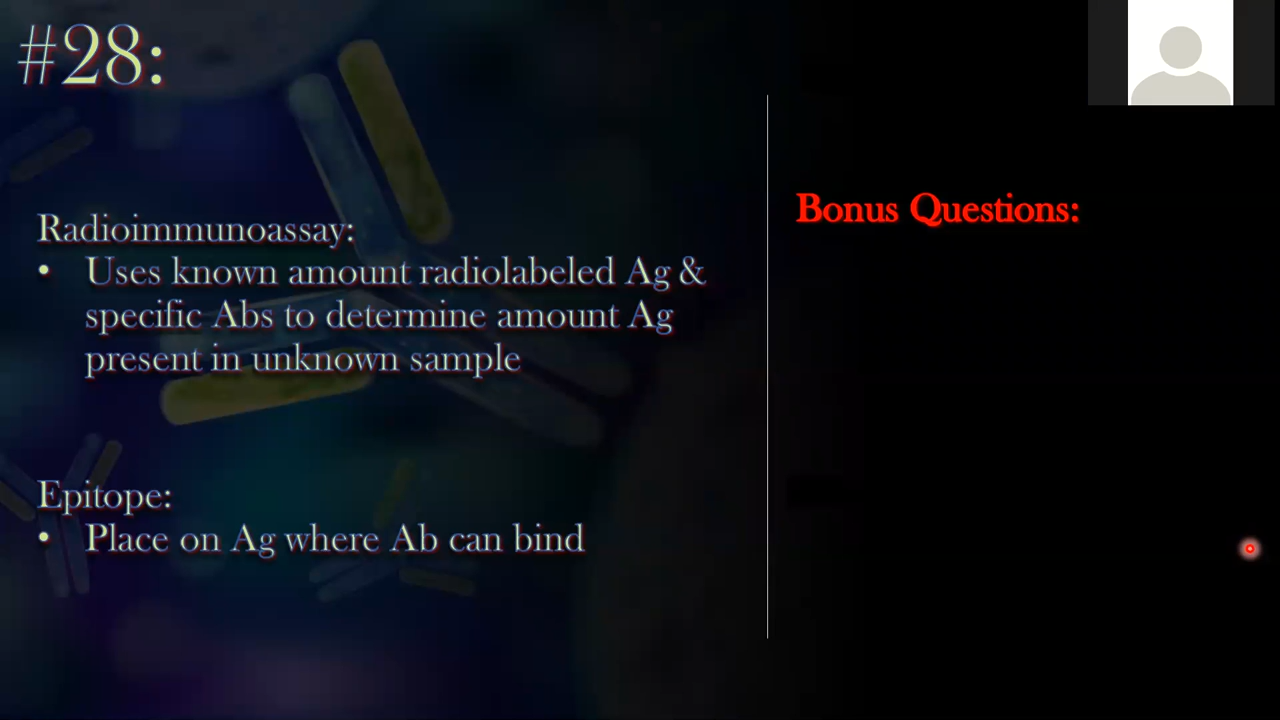 #28:
Radioimmunoassay:
• Uses known amount radiolabeled Ag &
specific Abs to determine amount Ag
present in unknown sample
Epitope:
• Place on Ag where Ab can bind
Bonus Questions: